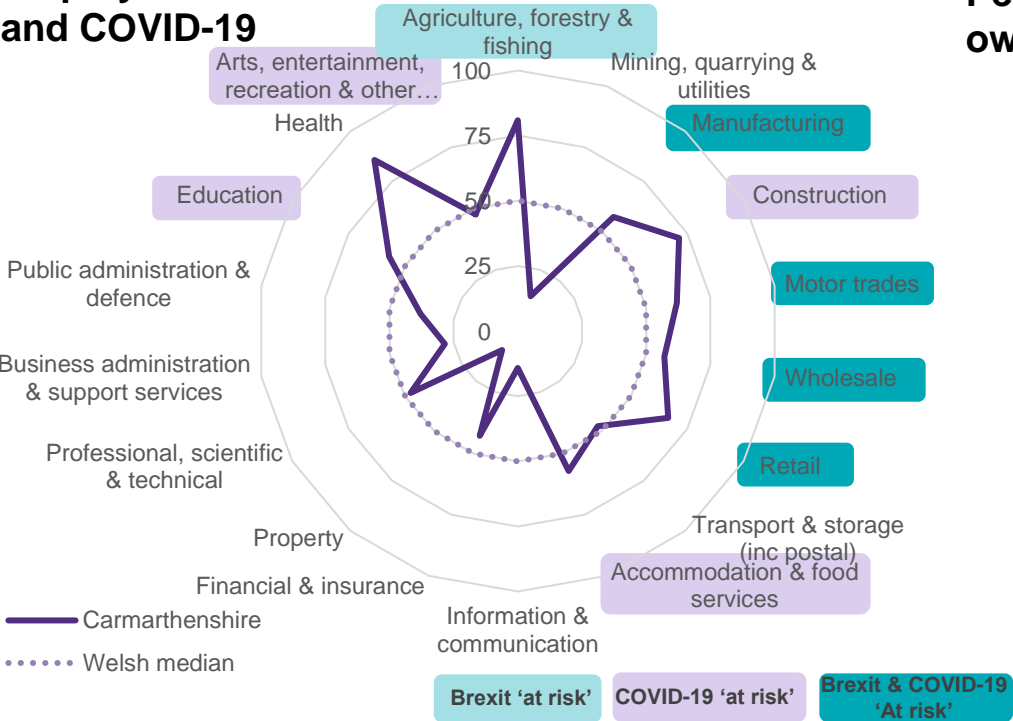 and COVID-19
Agriculture, forestry &
fishing
Arts, entertainment,
recreation & other…
Mining, quarrying &
utilities
Health
Manufacturing
Education
Construction
Public administration &
defence
Motor trades
Business administration
& support services
Wholesale
Professional, scientific
& technical
Retail
Property
Transport & storage
(inc postal)
Financial & insurance
Accommodation & food
services
Information &
communication
100
75
50
25
0
Carmarthenshire
Welsh median
Brexit ‘at risk’
COVID-19 ‘at risk’
Brexit & COVID-19
‘At risk’